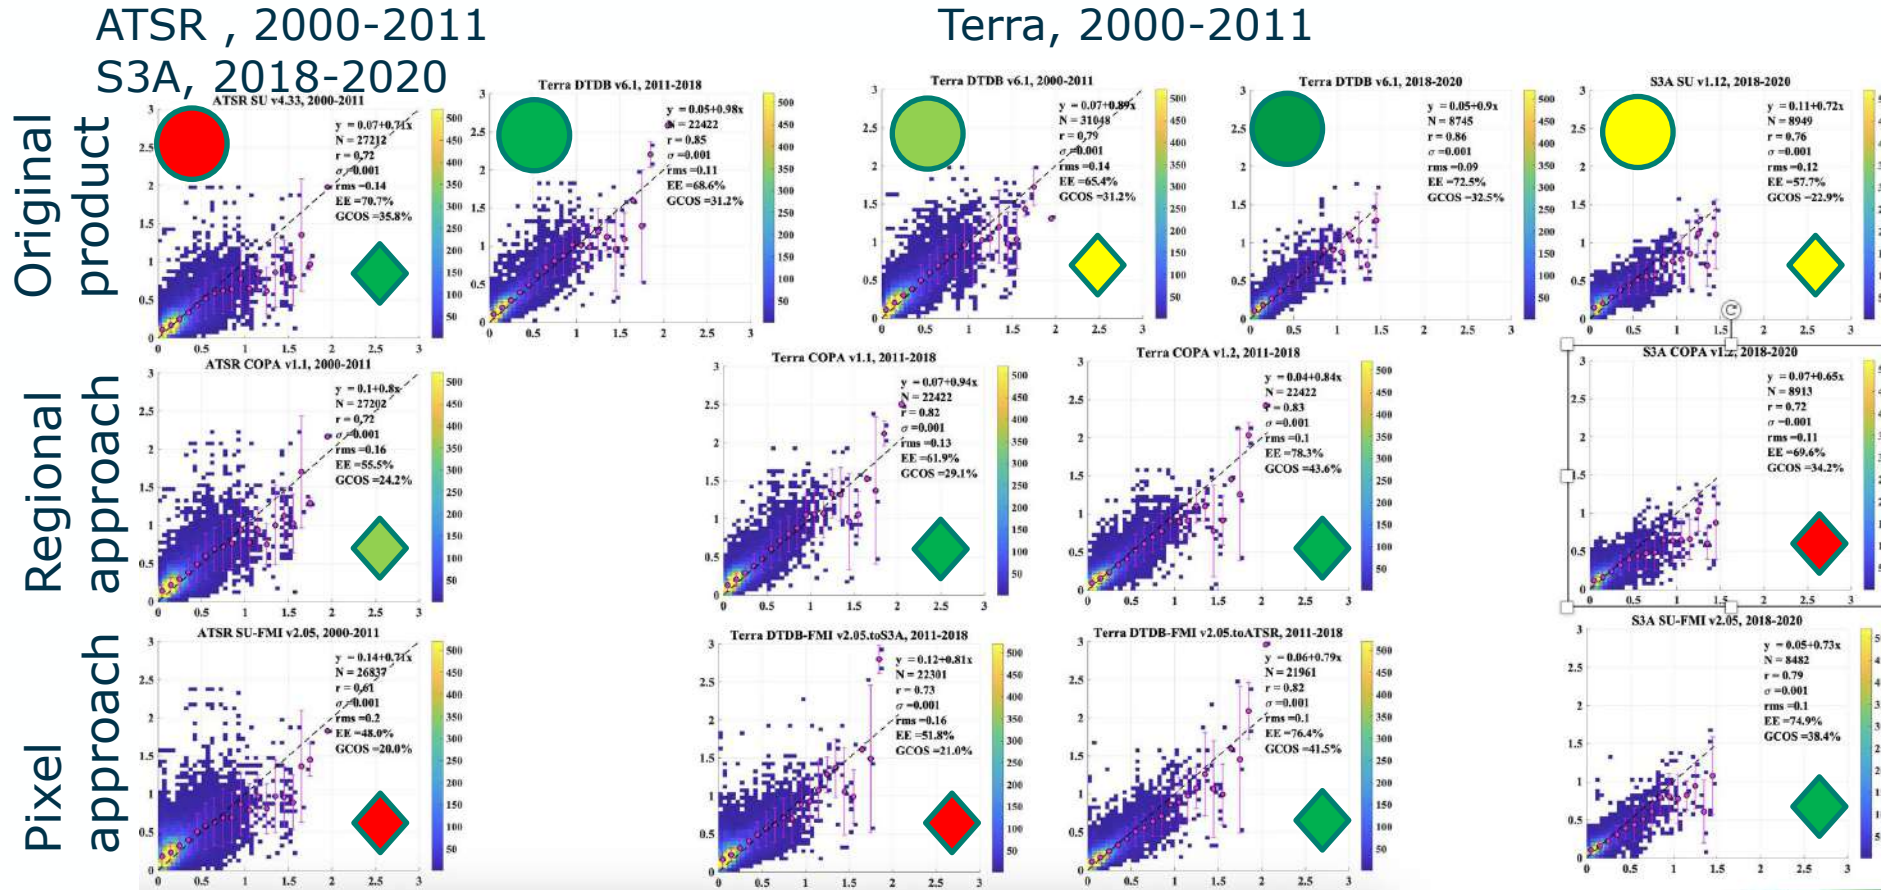 ATSR , 2000-2011
S3A, 2018-2020
Terra, 2000-2011
Original
product
ATSR SU v4.33, 2000-2011
y = 0.07+0.71x
N = 27212
r = 0.72
σ =0.001
rms =0.14
EE =70.7%
GCOS =35.8%
Terra DTDB v6.1, 2011-2018
y = 0.05+0.98x
N = 22422
r = 0.85
σ =0.001
rms =0.11
EE =68.6%
GCOS =31.2%
Terra DTDB v6.1, 2000-2011
y = 0.07+0.89x
N = 31048
r = 0.79
σ =0.001
rms =0.14
EE =65.4%
GCOS =31.2%
Terra DTDB v6.1, 2018-2020
y = 0.05+0.9x
N = 8745
r = 0.86
σ =0.001
rms =0.09
EE =72.5%
GCOS =32.5%
S3A SU v1.12, 2018-2020
y = 0.11+0.72x
N = 8949
r = 0.76
σ =0.001
rms =0.12
EE =57.7%
GCOS =22.9%
Regional
approach
ATSR COPA v1.1, 2000-2011
y = 0.1+0.8x
N = 27202
r = 0.72
σ =0.001
rms =0.16
EE =55.5%
GCOS =24.2%
Terra COPA v1.1, 2011-2018
y = 0.07+0.94x
N = 22422
r = 0.82
σ =0.001
rms =0.13
EE =61.9%
GCOS =29.1%
Terra COPA v1.2, 2011-2018
y = 0.04+0.84x
N = 22422
r = 0.83
σ =0.001
rms =0.1
EE =78.3%
GCOS =43.6%
S3A COPA v1.2, 2018-2020
y = 0.07+0.65x
N = 8913
r = 0.72
σ =0.001
rms =0.11
EE =69.6%
GCOS =34.2%
Pixel
approach
ATSR SU-FMI v2.05, 2000-2011
y = 0.14+0.71x
N = 26837
r = 0.61
σ =0.001
rms =0.2
EE =48.0%
GCOS =20.0%
Terra DTDB-FMI v2.05.toS3A, 2011-2018
y = 0.12+0.81x
N = 22301
r = 0.73
σ =0.001
rms =0.16
EE =51.8%
GCOS =21.0%
Terra DTDB-FMI v2.05.toATSR, 2011-2018
y = 0.06+0.79x
N = 21961
r = 0.82
σ =0.001
rms =0.1
EE =76.4%
GCOS =41.5%
S3A SU-FMI v2.05, 2018-2020
y = 0.05+0.73x
N = 8482
r = 0.79
σ =0.001
rms =0.1
EE =74.9%
GCOS =38.4%